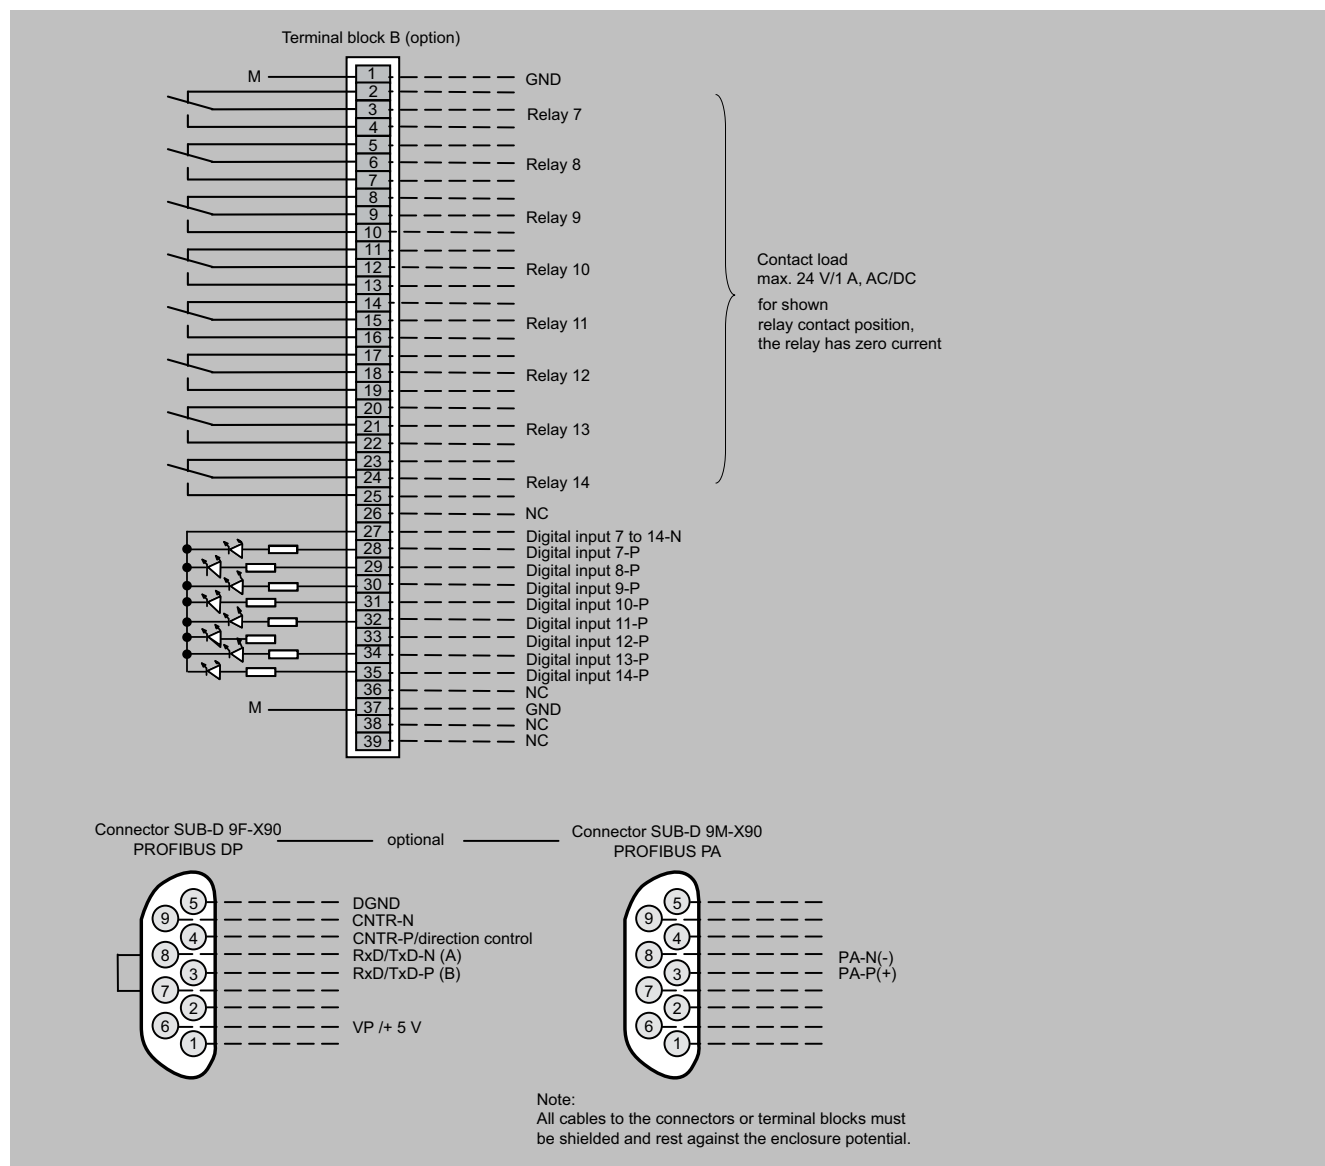 Terminal block B (option)
M 1 GND
2
3 Relay 7
4
5
6 Relay 8
7
8
9 Relay 9
10
11
12 Relay 10
13
14
15 Relay 11
16
17
18 Relay 12
19
20
21 Relay 13
22
23
24 Relay 14
25
26 NC
27 Digital input 7 to 14-N
28 Digital input 7-P
29 Digital input 8-P
30 Digital input 9-P
31 Digital input 10-P
32 Digital input 11-P
33 Digital input 12-P
34 Digital input 13-P
35 Digital input 14-P
36 NC
M 37 GND
38 NC
39 NC
Contact load
max. 24 V/1 A, AC/DC
for shown
relay contact position,
the relay has zero current
Connector SUB-D 9F-X90
PROFIBUS DP
optional
Connector SUB-D 9M-X90
PROFIBUS PA
5 DGND
9 CNTR-N
4 CNTR-P/direction control
8 RxD/TxD-N (A)
3 RxD/TxD-P (B)
7
2
6 VP /+ 5 V
1
5
9
4
8 PA-N(-)
3 PA-P(+)
7
2
6
1
Note:
All cables to the connectors or terminal blocks must
be shielded and rest against the enclosure potential.